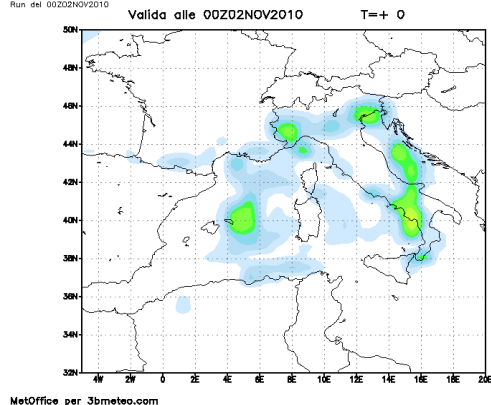 Run del 00Z02NOV2010
Valida alle 00Z02NOV2010 T=+ 0
50N
48N
46N
44N
42N
40N
38N
36N
34N
32N
4W 2W 0 2E 4E 6E 8E 10E 12E 14E 16E 18E 20E
MetOffice per 3bmeteo.com